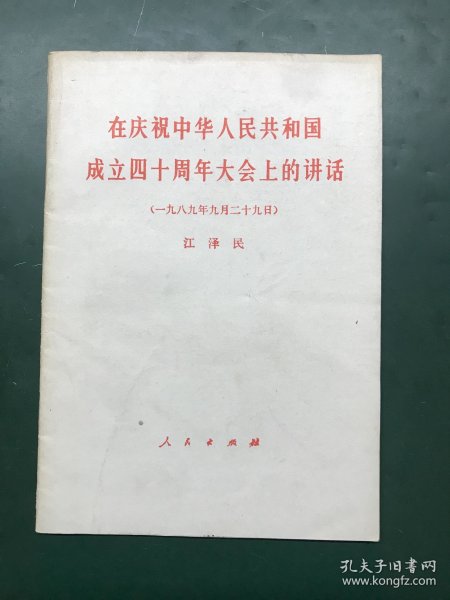 在庆祝中华人民共和国
成立四十周年大会上的讲话
（一九八九年九月二十九日）
江泽民
人民出版社
孔夫子旧书网
www.kongfz.com